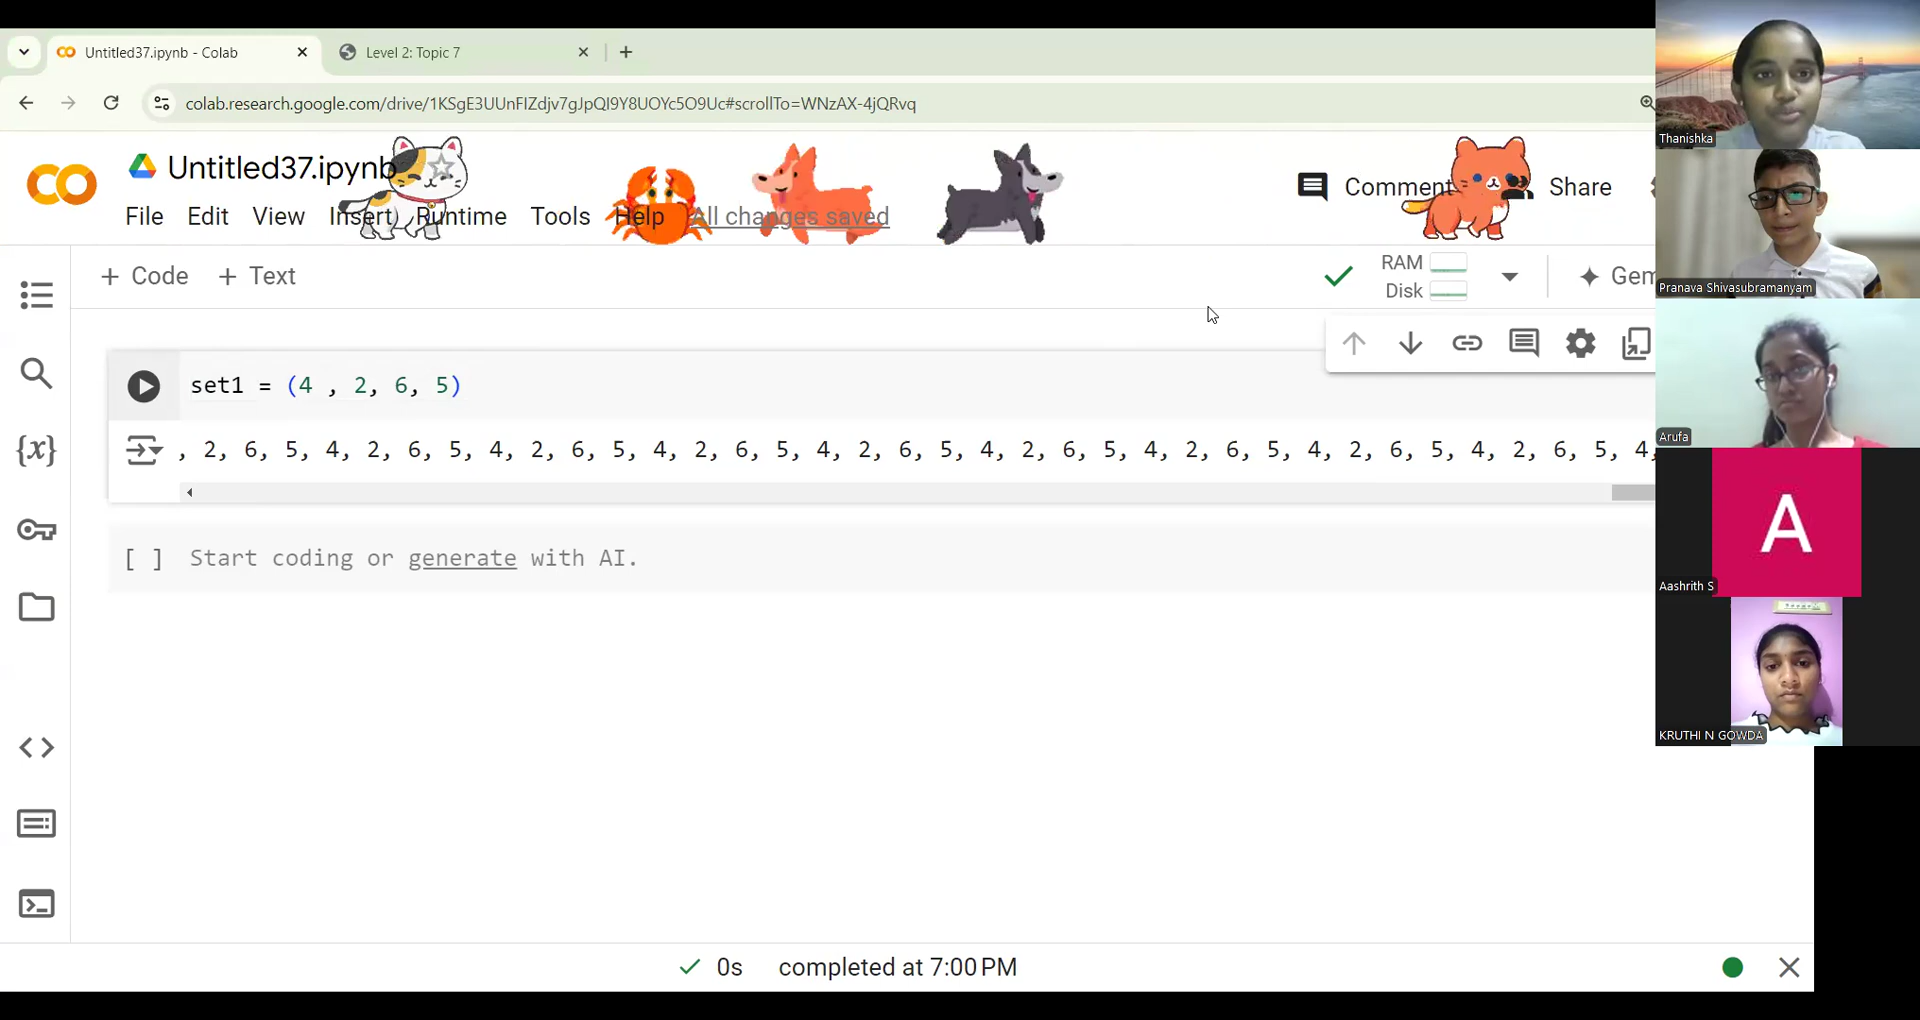 Untitled37.ipynb - Colab
Level 2: Topic 7
colab.research.google.com/drive/1KSgE3UUnFIZdjv7gJpQI9Y8UOYc5O9Uc#scrollTo=WNzAX-4jQRvq
Untitled37.ipynb
Comment
Share
File Edit View Insert Runtime Tools Help All changes saved
+ Code + Text
RAM
Disk
Gem
set1 = (4 , 2, 6, 5)
, 2, 6, 5, 4, 2, 6, 5, 4, 2, 6, 5, 4, 2, 6, 5, 4, 2, 6, 5, 4, 2, 6, 5, 4, 2, 6, 5, 4, 2, 6, 5, 4, 2, 6, 5, 4,
[ ] Start coding or generate with AI.
0s completed at 7:00 PM
Thanishka
Pranava Shivasubramanyam
Arufa
A
Aashrith S
KRUTHI N GOWDA